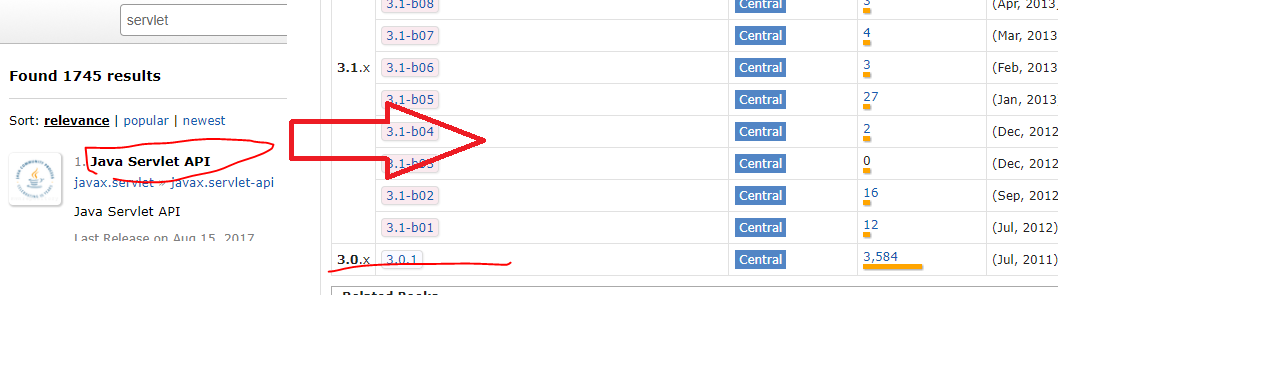 servlet
Found 1745 results
Sort: relevance | popular | newest
1. Java Servlet API
javax.servlet » javax.servlet-api
Java Servlet API
Last Release on Aug 15, 2017
3.1-b08 Central 3 (Apr, 2013)
3.1-b07 Central 4 (Mar, 2013
3.1.x 3.1-b06 Central 3 (Feb, 2013
3.1-b05 Central 27 (Jan, 2013
3.1-b04 Central 2 (Dec, 2012
3.1-b03 Central 0 (Dec, 2012
3.1-b02 Central 16 (Sep, 2012
3.1-b01 Central 12 (Jul, 2012)
3.0.x 3.0.1 Central 3,584 (Jul, 2011)
Related Books